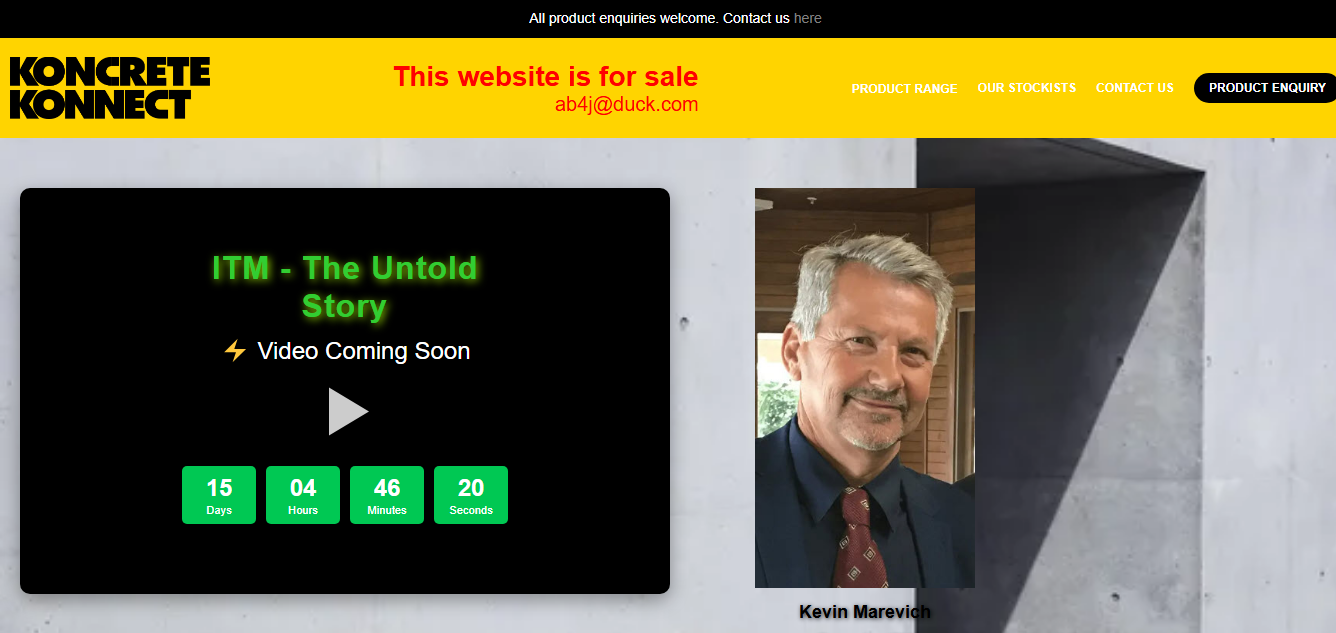 All product enquiries welcome. Contact us here
KONCRETE
KONNECT
This website is for sale
ab4j@duck.com
PRODUCT RANGE
OUR STOCKISTS
CONTACT US
PRODUCT ENQUIRY
ITM - The Untold
Story
⚡ Video Coming Soon
15 04 46 20
Days Hours Minutes Seconds
Kevin Marevich